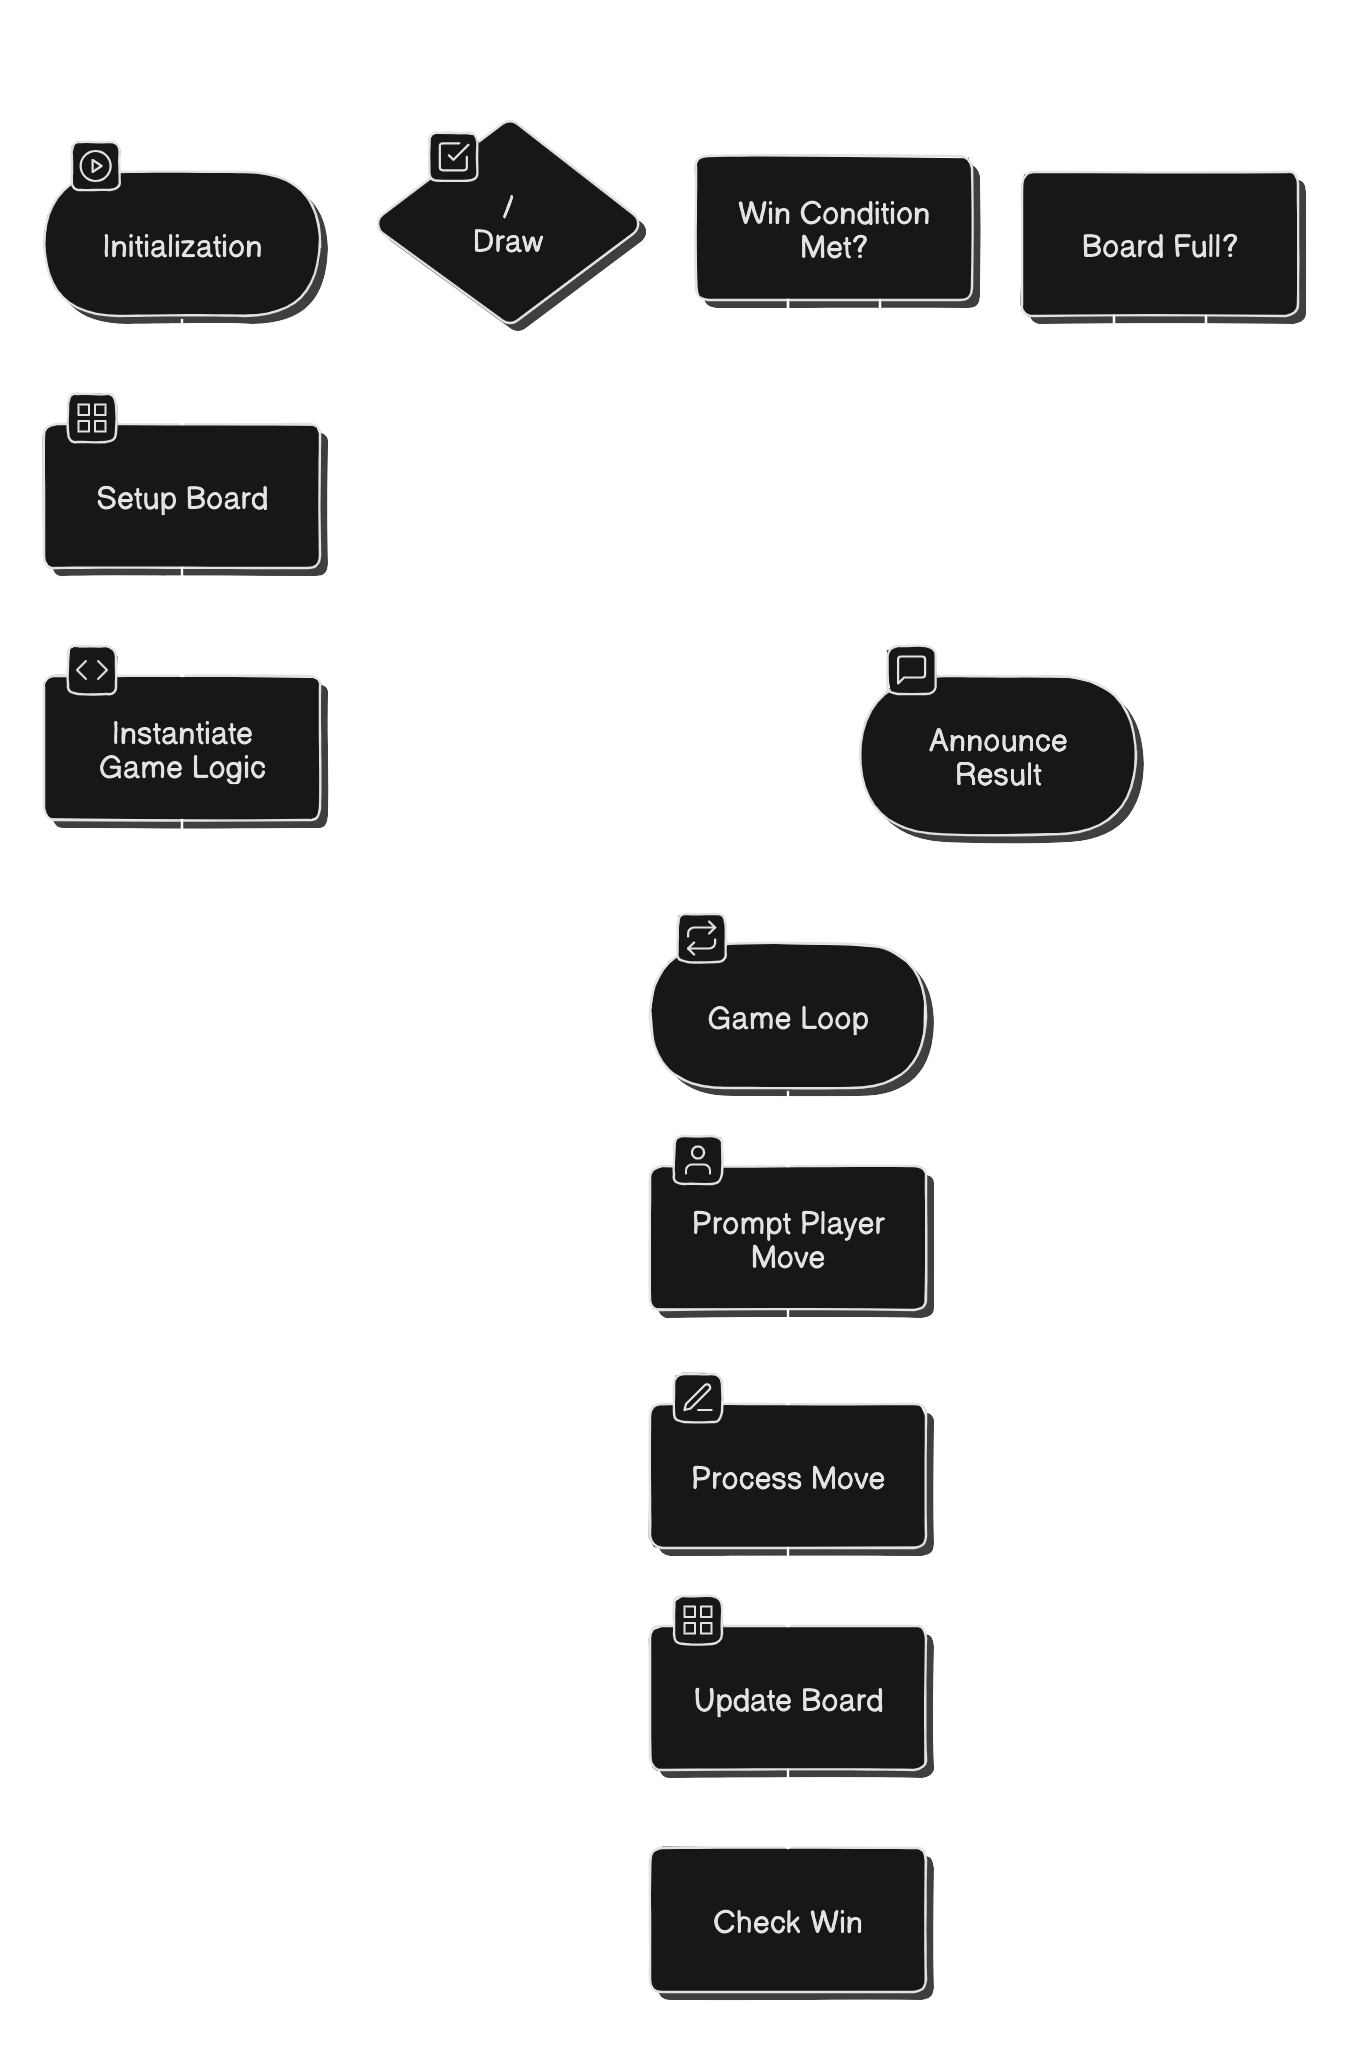 Initialization
/
Draw
Win Condition
Met?
Board Full?
Setup Board
Instantiate
Game Logic
Announce
Result
Game Loop
Prompt Player
Move
Process Move
Update Board
Check Win